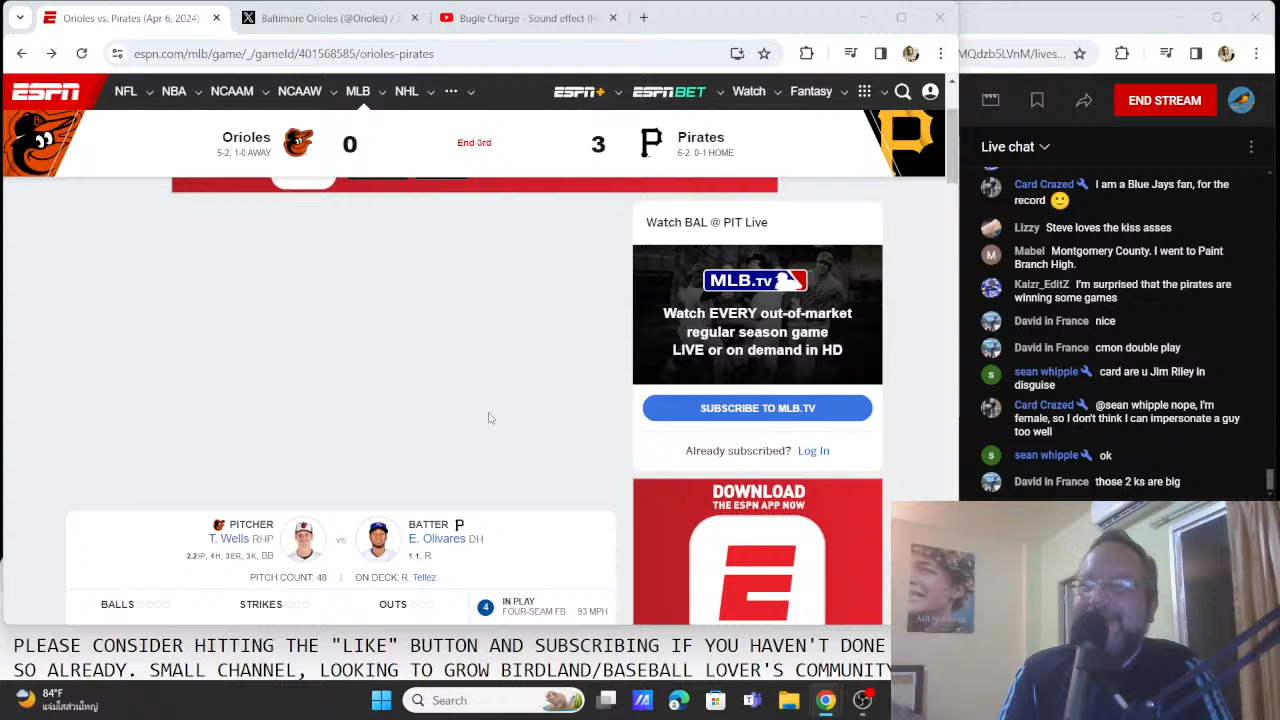 Orioles vs. Pirates (Apr 6, 2024)
Baltimore Orioles (@Orioles) /
Bugle Charge - Sound effect (H
espn.com/mlb/game/_/gameId/401568585/orioles-pirates
MQdzb5LVnM/lives...
ESPN
NFL
NBA
NCAAM
NCAAW
MLB
NHL
ESPN+
ESPN BET
Watch
Fantasy
END STREAM
Orioles
5-2, 1-0 AWAY
0
End 3rd
3
Pirates
6-2, 0-1 HOME
Live chat
Card Crazed I am a Blue Jays fan, for the
record
Lizzy Steve loves the kiss asses
Mabel Montgomery County. I went to Paint
Branch High.
Kaizr_EditZ I'm surprised that the pirates are
winning some games
David in France nice
David in France cmon double play
sean whipple card are u Jim Riley in
disguise
Card Crazed @sean whipple nope, I'm
female, so I don't think I can impersonate a guy
too well
sean whipple ok
David in France those 2 ks are big
Watch BAL @ PIT Live
MLB.TV
Watch EVERY out-of-market
regular season game
LIVE or on demand in HD
SUBSCRIBE TO MLB.TV
Already subscribed? Log In
DOWNLOAD
THE ESPN APP NOW
PITCHER
T. Wells RHP
2.2IP, 4H, 3ER, 3K, BB
vs
BATTER
E. Olivares DH
1-1, R
PITCH COUNT: 48
ON DECK: R. Tellez
BALLS
STRIKES
OUTS
4
IN PLAY
FOUR-SEAM FB 93 MPH
PLEASE CONSIDER HITTING THE "LIKE" BUTTON AND SUBSCRIBING IF YOU HAVEN'T DONE
SO ALREADY. SMALL CHANNEL, LOOKING TO GROW BIRDLAND/BASEBALL LOVER'S COMMUNITY
84°F
Search